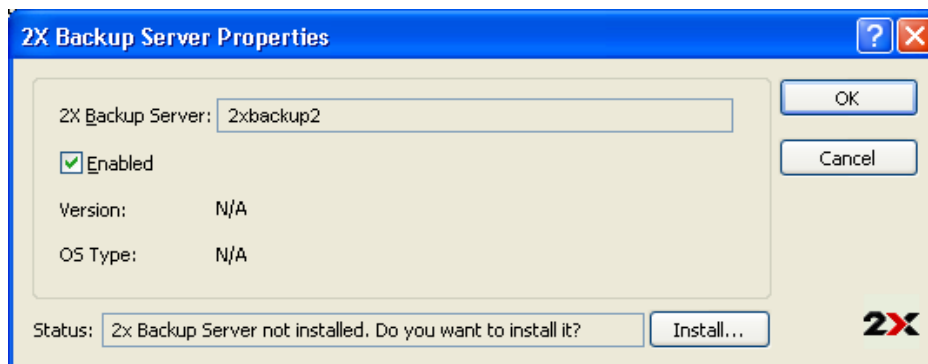 2X Backup Server Properties
2X Backup Server: 2xbackup2
OK
Enabled
Cancel
Version: N/A
OS Type: N/A
Status: 2x Backup Server not installed. Do you want to install it? Install...
2X